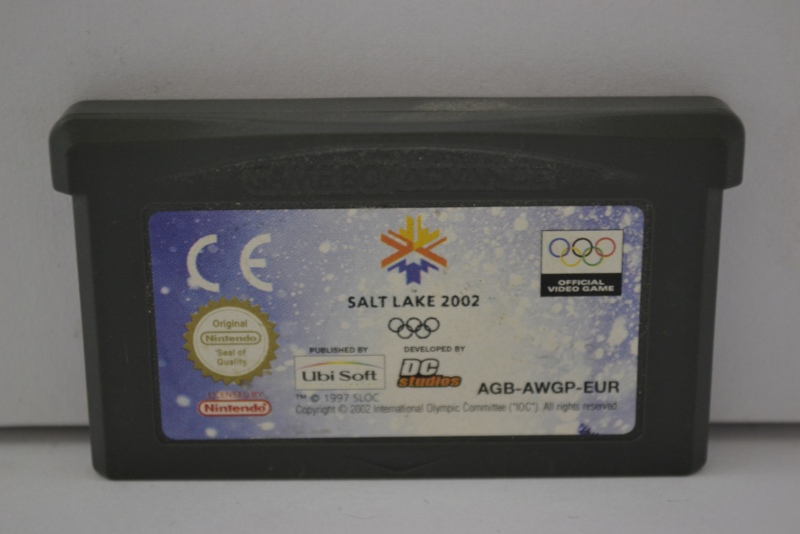 GAME BOY ADVANCE
CE
SALT LAKE 2002
OFFICIAL
VIDEO GAME
Original
Nintendo
Seal of
Quality
PUBLISHED BY
Ubi Soft
DEVELOPED BY
DC
studios
AGB-AWGP-EUR
LICENSED BY
Nintendo
™ © 1997 SLOC
Copyright © 2002 International Olympic Committee ("IOC") All rights reserved